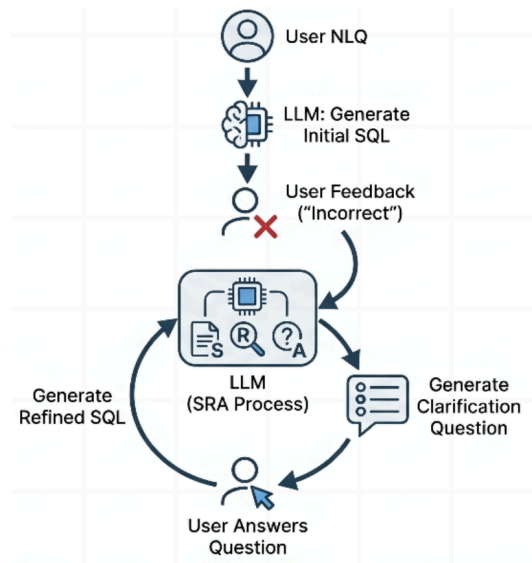 User NLQ
LLM: Generate
Initial SQL
User Feedback
("Incorrect")
S
R
?
A
LLM
(SRA Process)
Generate
Clarification
Question
Generate
Refined SQL
User Answers
Question